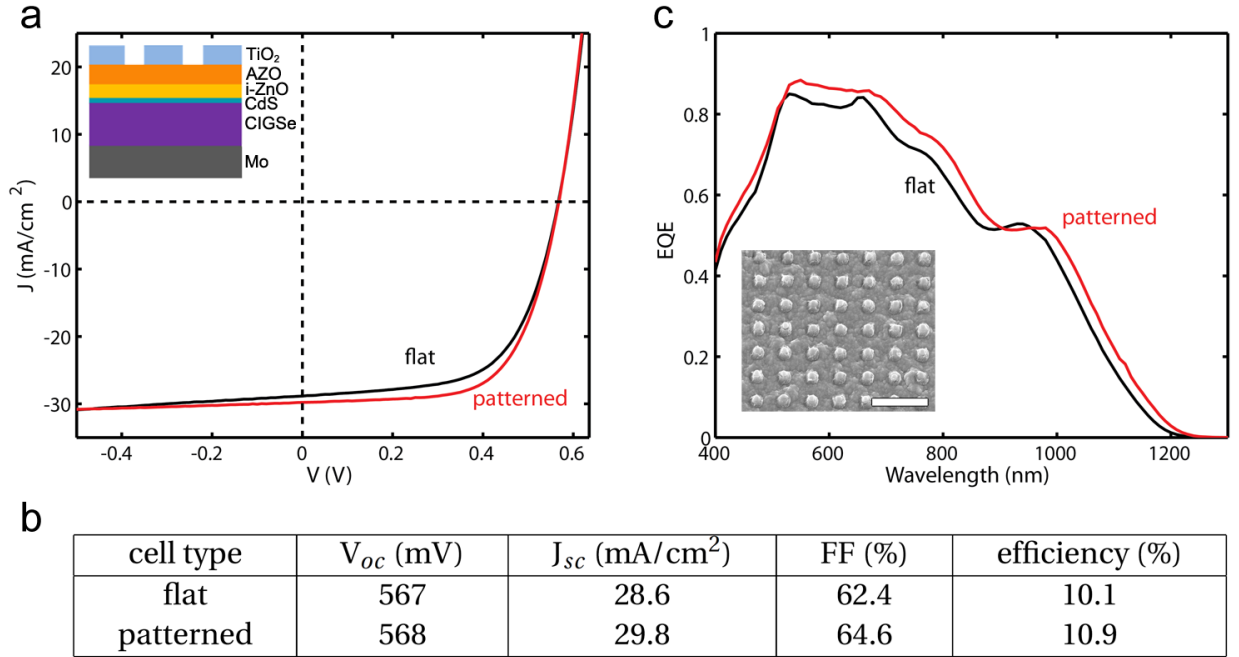 a
J (mA/cm 2)
20
10
0
-10
-20
-30
-0.4
-0.2
0
0.2
0.4
0.6
V (V)
TiO2
AZO
i-ZnO
CdS
CIGSe
Mo
flat
patterned
c
EQE
1
0.8
0.6
0.4
0.2
0
400
600
800
1000
1200
Wavelength (nm)
flat
patterned
b
cell type Voc (mV) Jsc (mA/cm2) FF (%) efficiency (%)
flat 567 28.6 62.4 10.1
patterned 568 29.8 64.6 10.9